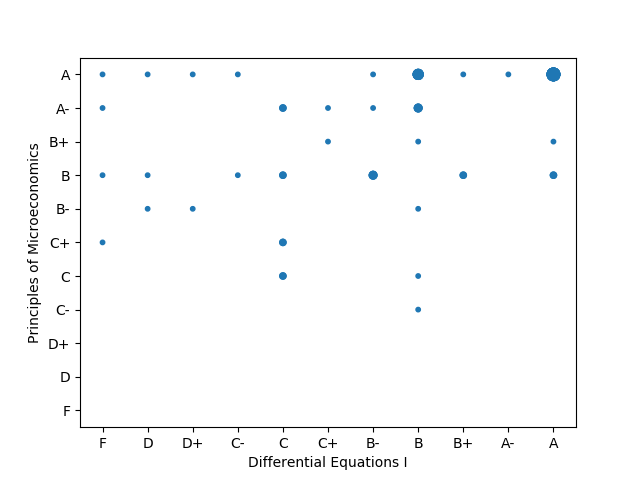 A
A-
B+
B
B-
C+
C
C-
D+
D
F
Principles of Microeconomics
F D D+ C- C C+ B- B B+ A- A
Differential Equations I